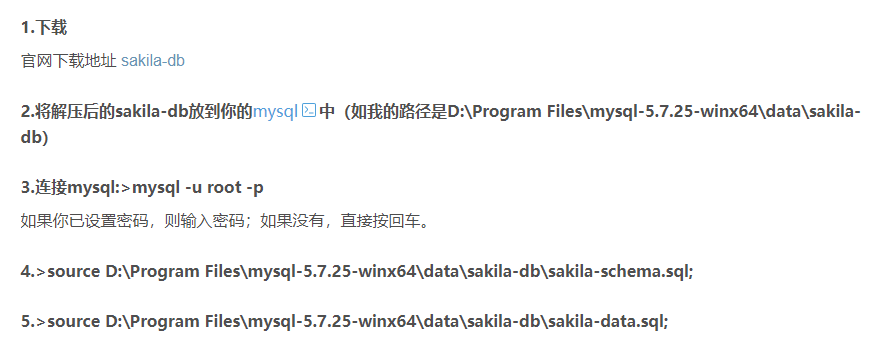 1.下载
官网下载地址 sakila-db
2.将解压后的sakila-db放到你的mysql中（如我的路径是D:\Program Files\mysql-5.7.25-winx64\data\sakila-
db）
3.连接mysql:>mysql -u root -p
如果你已设置密码，则输入密码；如果没有，直接按回车。
4.>source D:\Program Files\mysql-5.7.25-winx64\data\sakila-db\sakila-schema.sql;
5.>source D:\Program Files\mysql-5.7.25-winx64\data\sakila-db\sakila-data.sql;